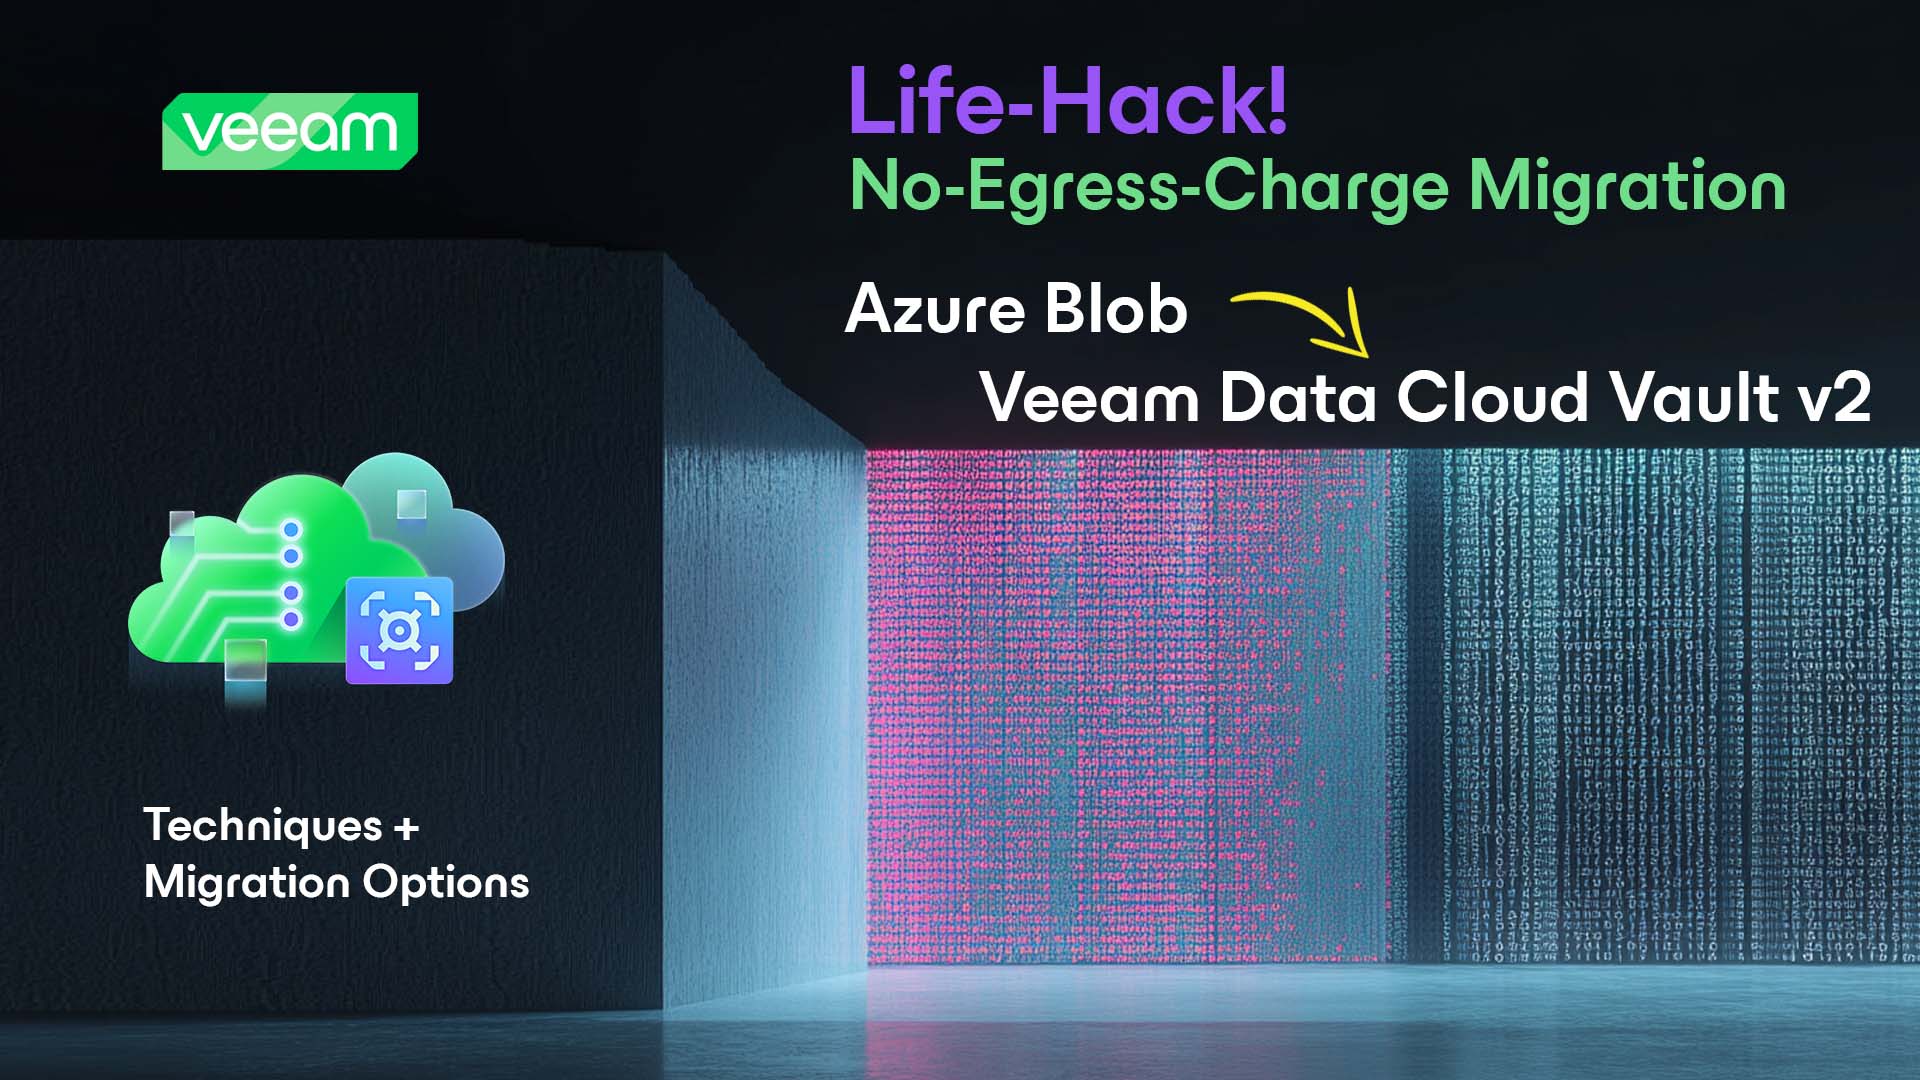 veeam
Life-Hack!
No-Egress-Charge Migration
Azure Blob
Veeam Data Cloud Vault v2
Techniques +
Migration Options